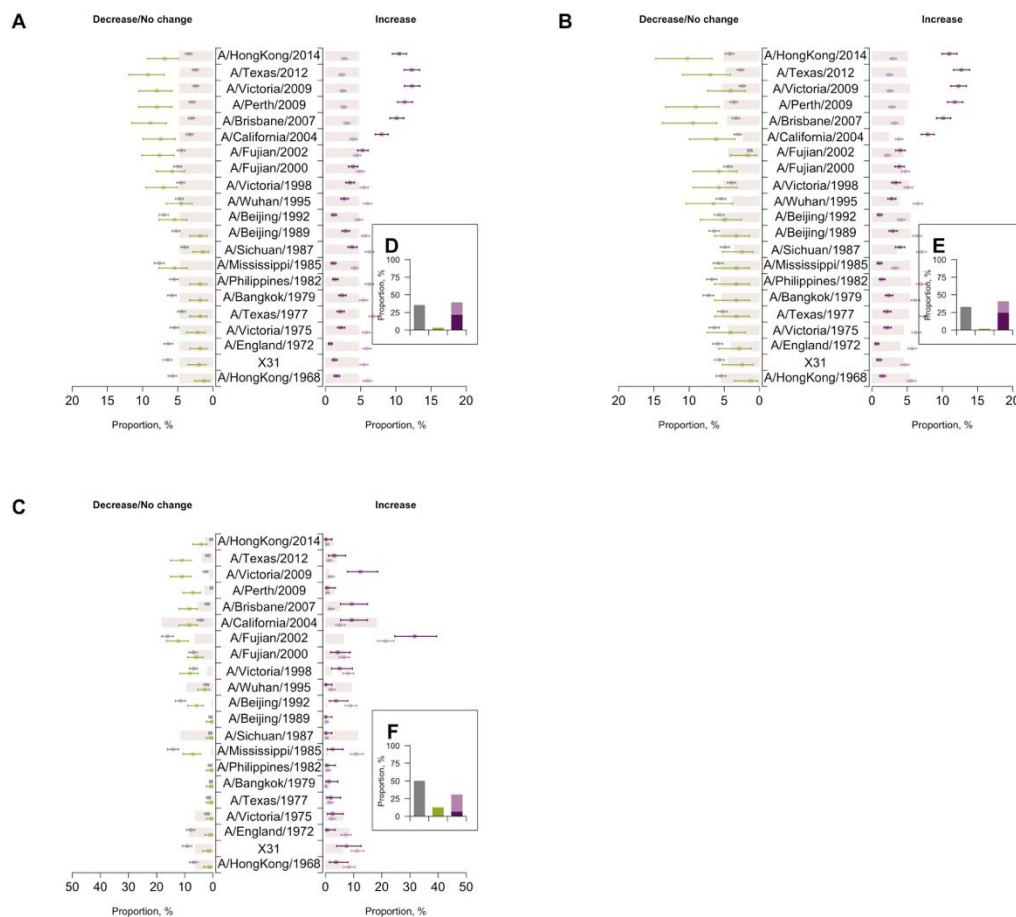 A
Decrease/No change
Increase
A/HongKong/2014
A/Texas/2012
A/Victoria/2009
A/Perth/2009
A/Brisbane/2007
A/California/2004
A/Fujian/2002
A/Fujian/2000
A/Victoria/1998
A/Wuhan/1995
A/Beijing/1992
A/Beijing/1989
A/Sichuan/1987
A/Mississippi/1985
A/Philippines/1982
A/Bangkok/1979
A/Texas/1977
A/Victoria/1975
A/England/1972
X31
A/HongKong/1968
20 15 10 5 0
0 5 10 15 20
Proportion, %
Proportion, %
D
Proportion, %
100
75
50
25
0
B
Decrease/No change
Increase
A/HongKong/2014
A/Texas/2012
A/Victoria/2009
A/Perth/2009
A/Brisbane/2007
A/California/2004
A/Fujian/2002
A/Fujian/2000
A/Victoria/1998
A/Wuhan/1995
A/Beijing/1992
A/Beijing/1989
A/Sichuan/1987
A/Mississippi/1985
A/Philippines/1982
A/Bangkok/1979
A/Texas/1977
A/Victoria/1975
A/England/1972
X31
A/HongKong/1968
20 15 10 5 0
0 5 10 15 20
Proportion, %
Proportion, %
E
Proportion, %
100
75
50
25
0
C
Decrease/No change
Increase
A/HongKong/2014
A/Texas/2012
A/Victoria/2009
A/Perth/2009
A/Brisbane/2007
A/California/2004
A/Fujian/2002
A/Fujian/2000
A/Victoria/1998
A/Wuhan/1995
A/Beijing/1992
A/Beijing/1989
A/Sichuan/1987
A/Mississippi/1985
A/Philippines/1982
A/Bangkok/1979
A/Texas/1977
A/Victoria/1975
A/England/1972
X31
A/HongKong/1968
50 40 30 20 10 0
0 10 20 30 40 50
Proportion, %
Proportion, %
F
Proportion, %
100
75
50
25
0